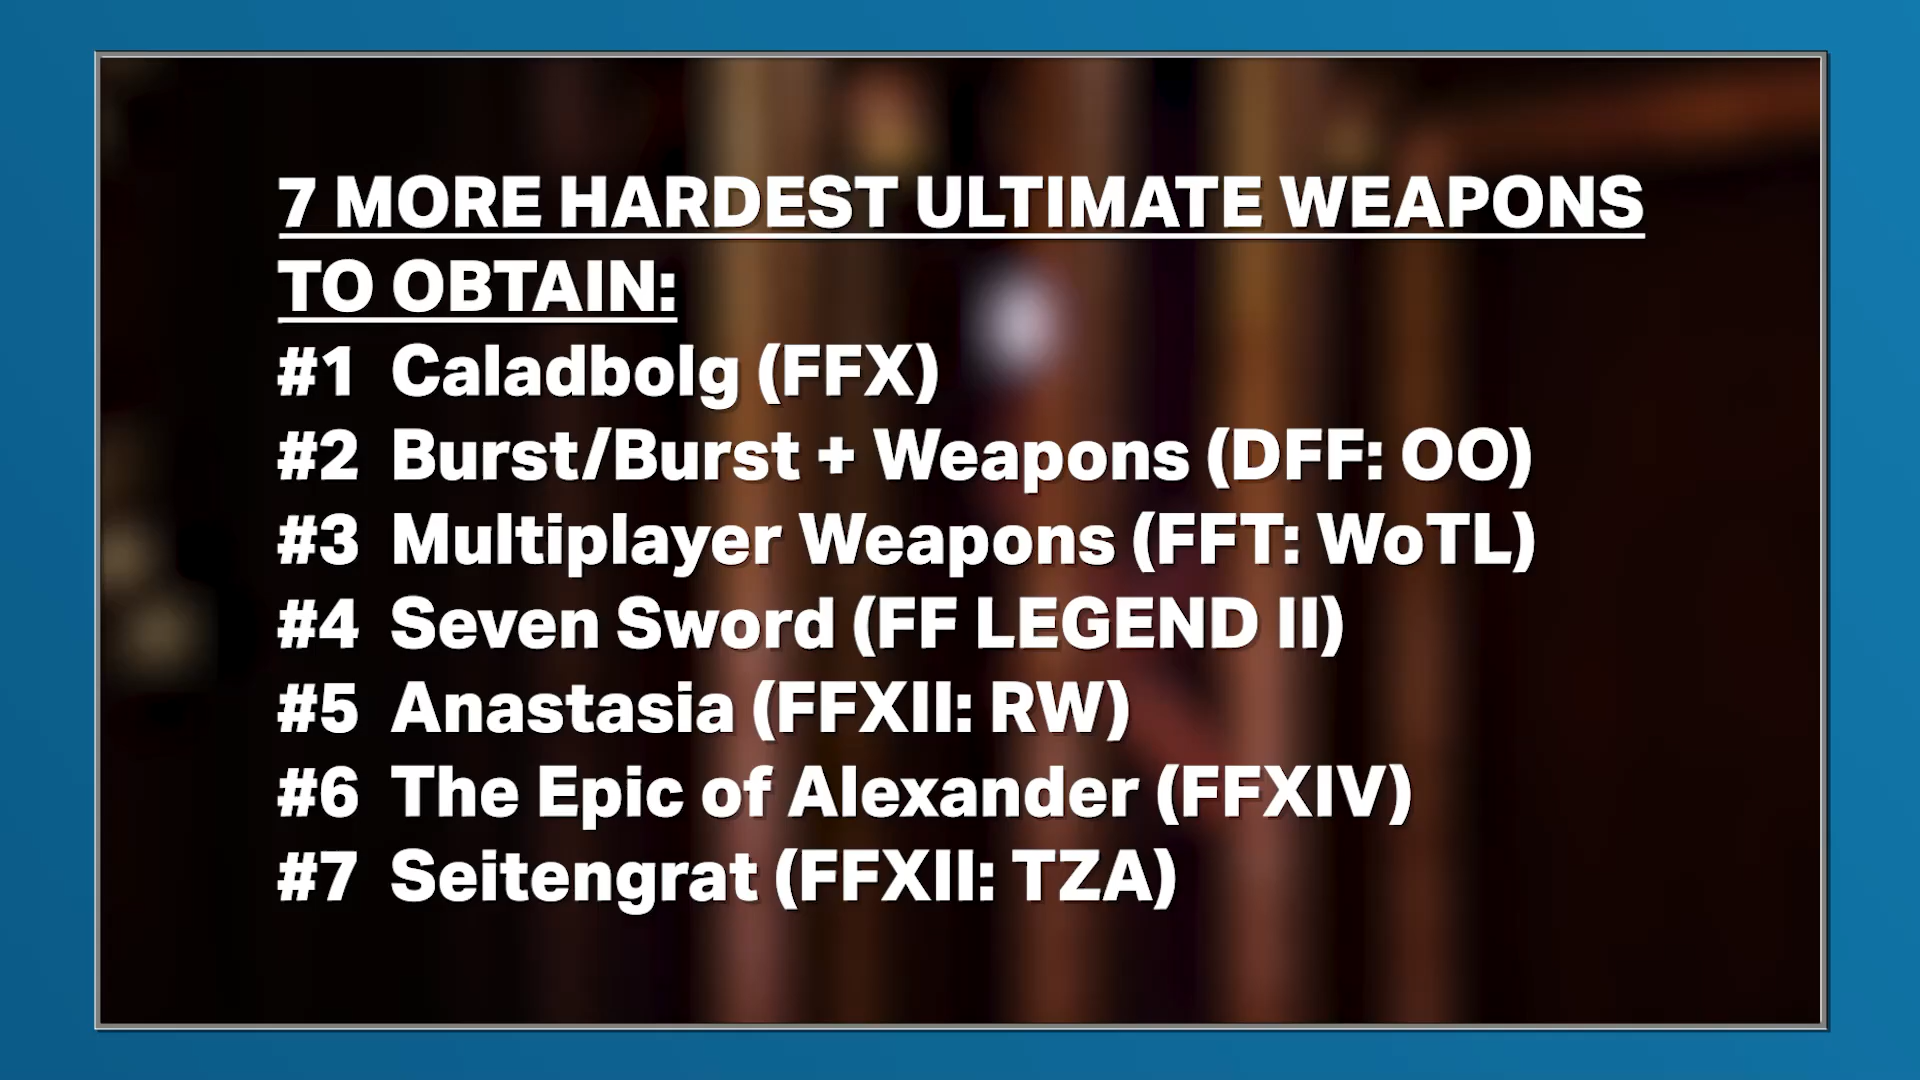 7 MORE HARDEST ULTIMATE WEAPONS
TO OBTAIN:
#1 Caladbolg (FFX)
#2 Burst/Burst + Weapons (DFF: OO)
#3 Multiplayer Weapons (FFT: WoTL)
#4 Seven Sword (FF LEGEND II)
#5 Anastasia (FFXII: RW)
#6 The Epic of Alexander (FFXIV)
#7 Seitengrat (FFXII: TZA)